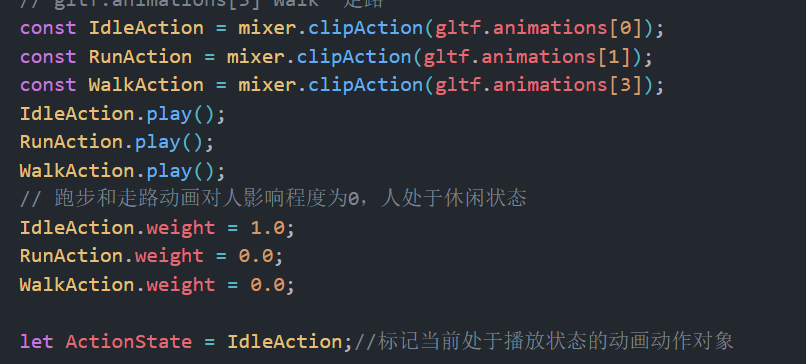 // gltf.animations[3] Walk 走路
const IdleAction = mixer.clipAction(gltf.animations[0]);
const RunAction = mixer.clipAction(gltf.animations[1]);
const WalkAction = mixer.clipAction(gltf.animations[3]);
IdleAction.play();
RunAction.play();
WalkAction.play();
// 跑步和走路动画对人影响程度为0，人处于休闲状态
IdleAction.weight = 1.0;
RunAction.weight = 0.0;
WalkAction.weight = 0.0;
let ActionState = IdleAction;//标记当前处于播放状态的动画动作对象